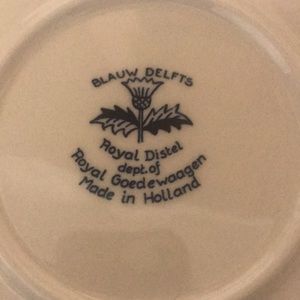 BLAUW DELFTS
Royal Distel
dept. of
Royal Goedewaagen
Made in Holland